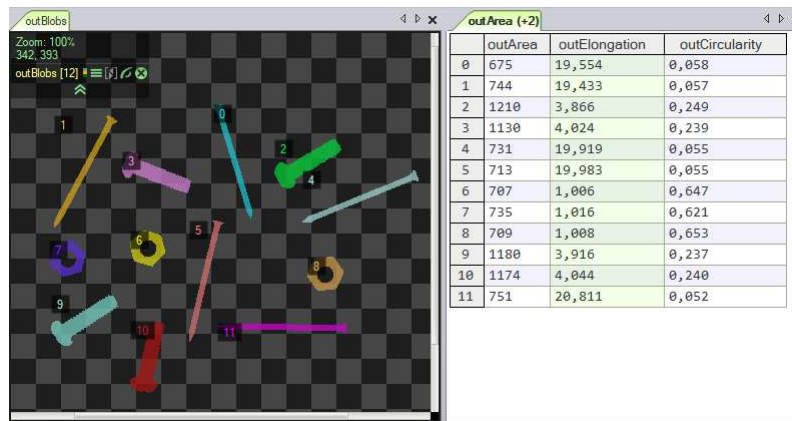 outBlobs
Zoom: 100%
342, 393
outBlobs [12]
0
1
2
3
4
5
6
7
8
9
10
11
outArea (+2)
outArea outElongation outCircularity
0 675 19,554 0,058
1 744 19,433 0,057
2 1210 3,866 0,249
3 1130 4,024 0,239
4 731 19,919 0,055
5 713 19,983 0,055
6 707 1,006 0,647
7 735 1,016 0,621
8 709 1,008 0,653
9 1180 3,916 0,237
10 1174 4,044 0,240
11 751 20,811 0,052